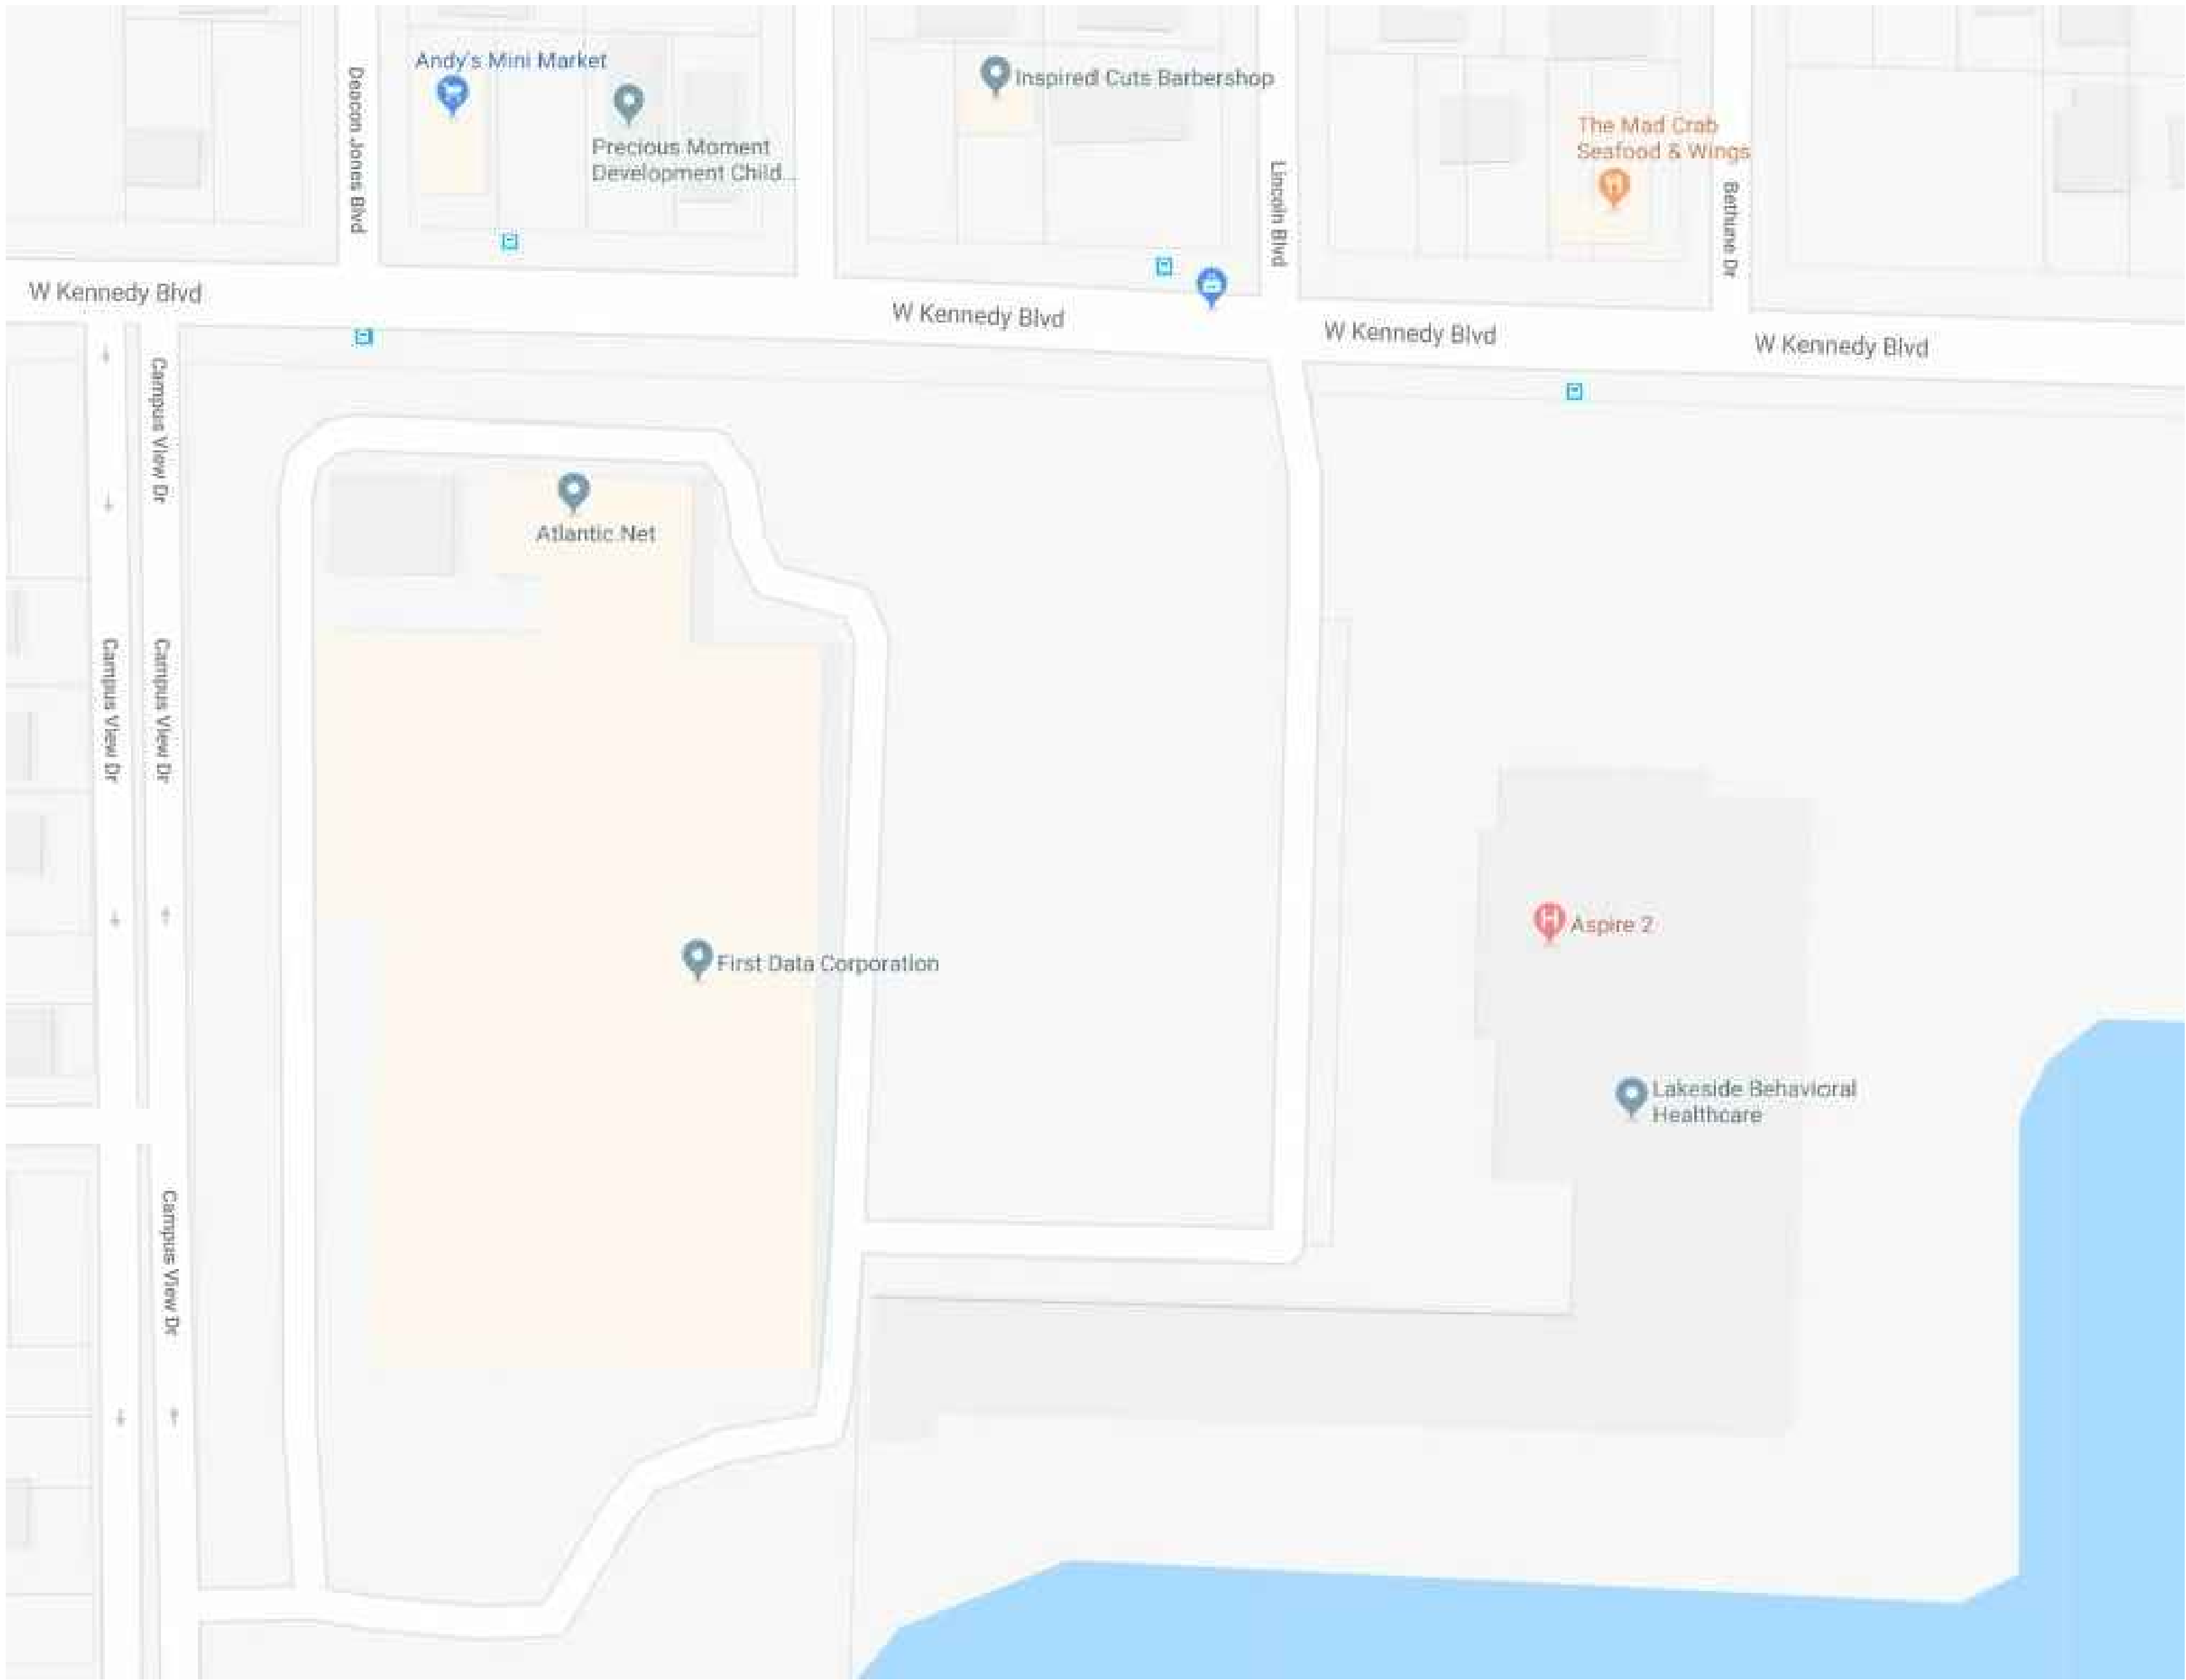 Andy's Mini Market
Inspired Cuts Barbershop
Deacon Jones Blvd
Precious Moment
Development Child...
The Mad Crab
Seafood & Wings
Lincoln Blvd
Bethune Dr
W Kennedy Blvd
W Kennedy Blvd
W Kennedy Blvd
W Kennedy Blvd
Campus View Dr
Atlantic.Net
Campus View Dr
Campus View Dr
Aspire 2
First Data Corporation
Lakeside Behavioral
Healthcare
Campus View Dr